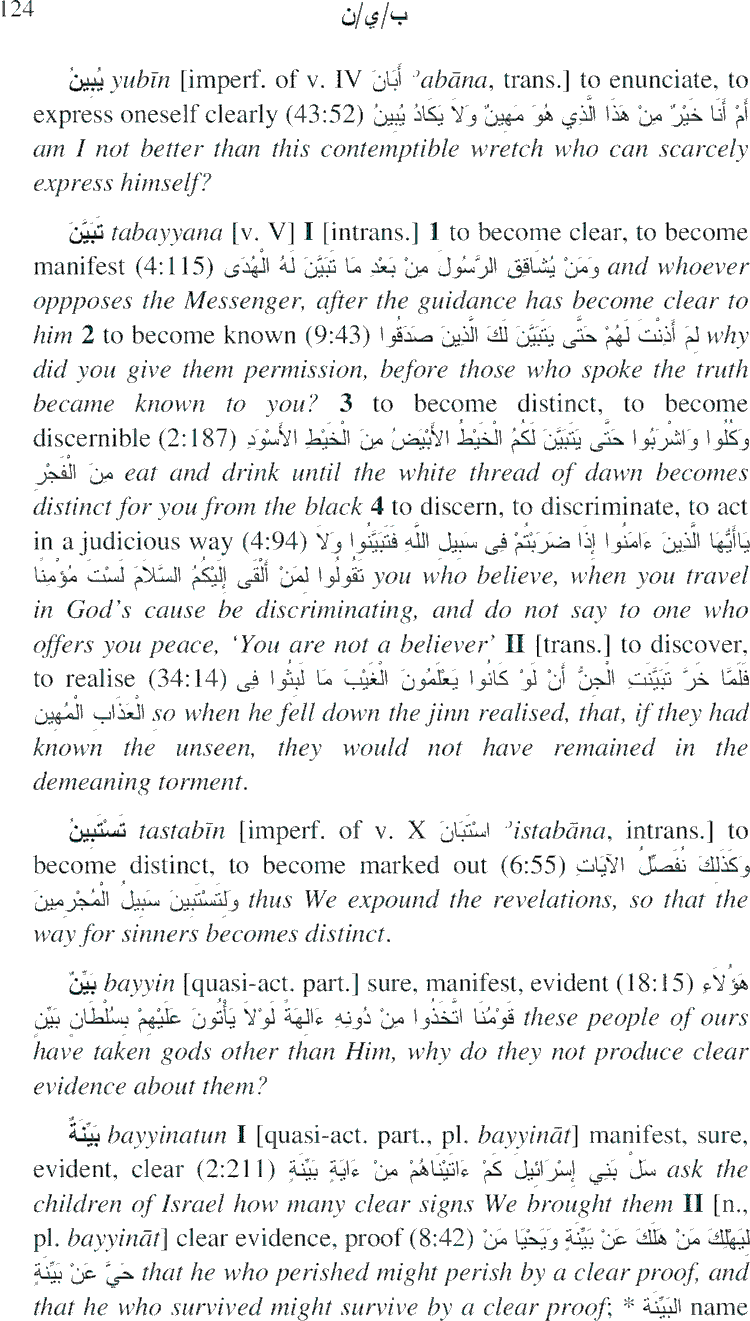 124 ب/ي/ن
يُبِينُ yubīn [imperf. of v. IV أَبَانَ ʾabāna, trans.] to enunciate, to
express oneself clearly (43:52) أَمْ أَنَا خَيْرٌ مِنْ هَذَا الَّذِي هُوَ مَهِينٌ وَلاَ يَكَادُ يُبِينُ
am I not better than this contemptible wretch who can scarcely
express himself?
تَبَيَّنَ tabayyana [v. V] I [intrans.] 1 to become clear, to become
manifest (4:115) وَمَنْ يُشَاقِقِ الرَّسُولَ مِنْ بَعْدِ مَا تَبَيَّنَ لَهُ الْهُدَى and whoever
oppposes the Messenger, after the guidance has become clear to
him 2 to become known (9:43) لِمَ أَذِنْتَ لَهُمْ حَتَّى يَتَبَيَّنَ لَكَ الَّذِينَ صَدَقُوا why
did you give them permission, before those who spoke the truth
became known to you? 3 to become distinct, to become
discernible (2:187) وَكُلُوا وَاشْرَبُوا حَتَّى يَتَبَيَّنَ لَكُمُ الْخَيْطُ الأَبْيَضُ مِنَ الْخَيْطِ الأَسْوَدِ
مِنَ الْفَجْرِ eat and drink until the white thread of dawn becomes
distinct for you from the black 4 to discern, to discriminate, to act
in a judicious way (4:94) يَاأَيُّهَا الَّذِينَ ءَامَنُوا إِذَا ضَرَبْتُمْ فِى سَبِيلِ اللَّهِ فَتَبَيَّنُوا وَلاَ
تَقُولُوا لِمَنْ أَلْقَى إِلَيْكُمُ السَّلاَمَ لَسْتَ مُؤْمِنًا you who believe, when you travel
in God's cause be discriminating, and do not say to one who
offers you peace, ‘You are not a believer’ II [trans.] to discover,
to realise (34:14) فَلَمَّا خَرَّ تَبَيَّنَتِ الْجِنُّ أَنْ لَوْ كَانُوا يَعْلَمُونَ الْغَيْبَ مَا لَبِثُوا فِى
الْعَذَابِ الْمُهِينِ so when he fell down the jinn realised, that, if they had
known the unseen, they would not have remained in the
demeaning torment.
تَسْتَبِينُ tastabīn [imperf. of v. X اسْتَبَانَ ʾistabāna, intrans.] to
become distinct, to become marked out (6:55) وَكَذَلِكَ نُفَصِّلُ الآيَاتِ
وَلِتَسْتَبِينَ سَبِيلُ الْمُجْرِمِينَ thus We expound the revelations, so that the
way for sinners becomes distinct.
بَيِّنٌ bayyin [quasi-act. part.] sure, manifest, evident (18:15) هَؤُلاَءِ
قَوْمُنَا اتَّخَذُوا مِنْ دُونِهِ ءَالِهَةً لَوْلاَ يَأْتُونَ عَلَيْهِمْ بِسُلْطَانٍ بَيِّنٍ these people of ours
have taken gods other than Him, why do they not produce clear
evidence about them?
بَيِّنَةٌ bayyinatun I [quasi-act. part., pl. bayyināt] manifest, sure,
evident, clear (2:211) سَلْ بَنِي إِسْرَائِيلَ كَمْ ءَاتَيْنَاهُمْ مِنْ ءَايَةٍ بَيِّنَةٍ ask the
children of Israel how many clear signs We brought them II [n.,
pl. bayyināt] clear evidence, proof (8:42) لِيَهْلِكَ مَنْ هَلَكَ عَنْ بَيِّنَةٍ وَيَحْيَا مَنْ
حَيَّ عَنْ بَيِّنَةٍ that he who perished might perish by a clear proof, and
that he who survived might survive by a clear proof; * البَيِّنَة name